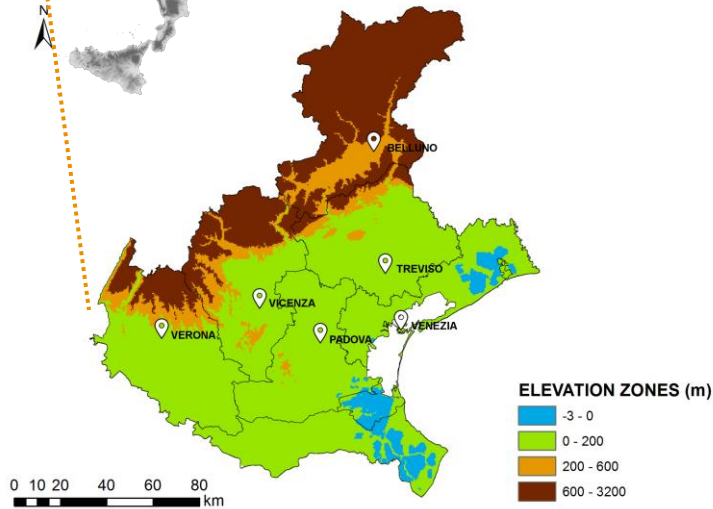 N
BELLUNO
TREVISO
VICENZA
VENEZIA
VERONA
PADOVA
ELEVATION ZONES (m)
-3 - 0
0 - 200
200 - 600
600 - 3200
0 10 20 40 60 80
km